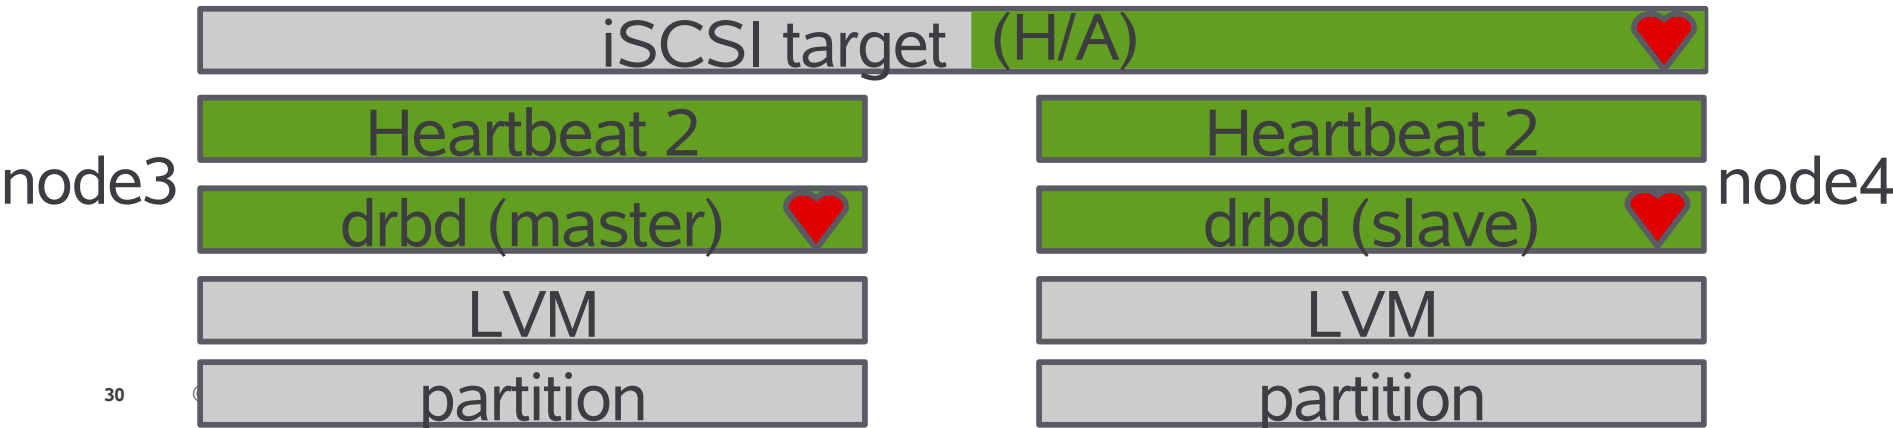 iSCSI target (H/A)
Heartbeat 2 Heartbeat 2
node3 node4
drbd (master) drbd (slave)
LVM LVM
30 partition partition